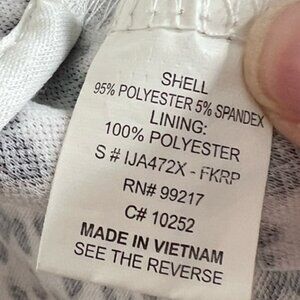 SHELL
95% POLYESTER 5% SPANDEX
LINING:
100% POLYESTER
S # IJA472X - FKRP
RN# 99217
C# 10252
MADE IN VIETNAM
SEE THE REVERSE